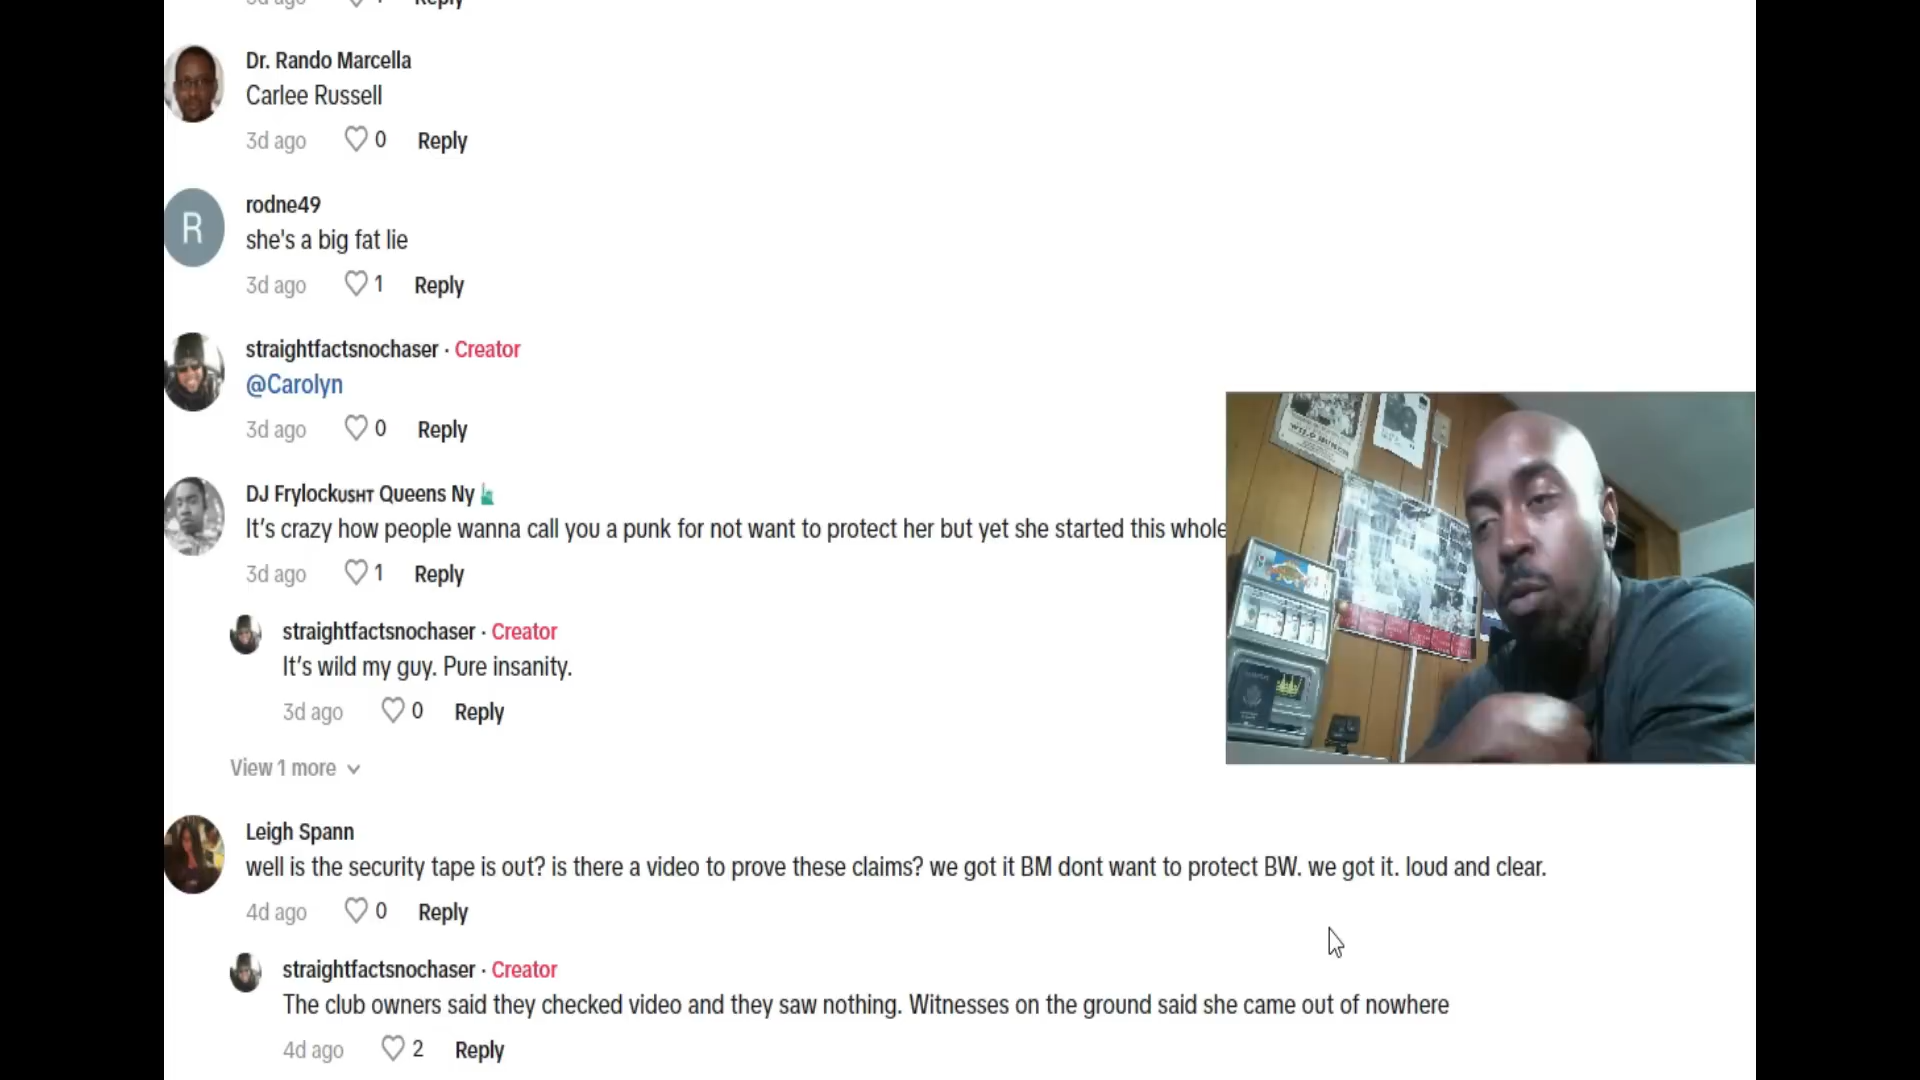 3d ago Reply
Dr. Rando Marcella
Carlee Russell
3d ago 0 Reply
R
rodne49
she's a big fat lie
3d ago 1 Reply
straightfactsnochaser · Creator
@Carolyn
3d ago 0 Reply
DJ Frylockᴜꜱʜᴛ Queens Ny🗽
It’s crazy how people wanna call you a punk for not want to protect her but yet she started this whole
3d ago 1 Reply
straightfactsnochaser · Creator
It’s wild my guy. Pure insanity.
3d ago 0 Reply
View 1 more
Leigh Spann
well is the security tape is out? is there a video to prove these claims? we got it BM dont want to protect BW. we got it. loud and clear.
4d ago 0 Reply
straightfactsnochaser · Creator
The club owners said they checked video and they saw nothing. Witnesses on the ground said she came out of nowhere
4d ago 2 Reply